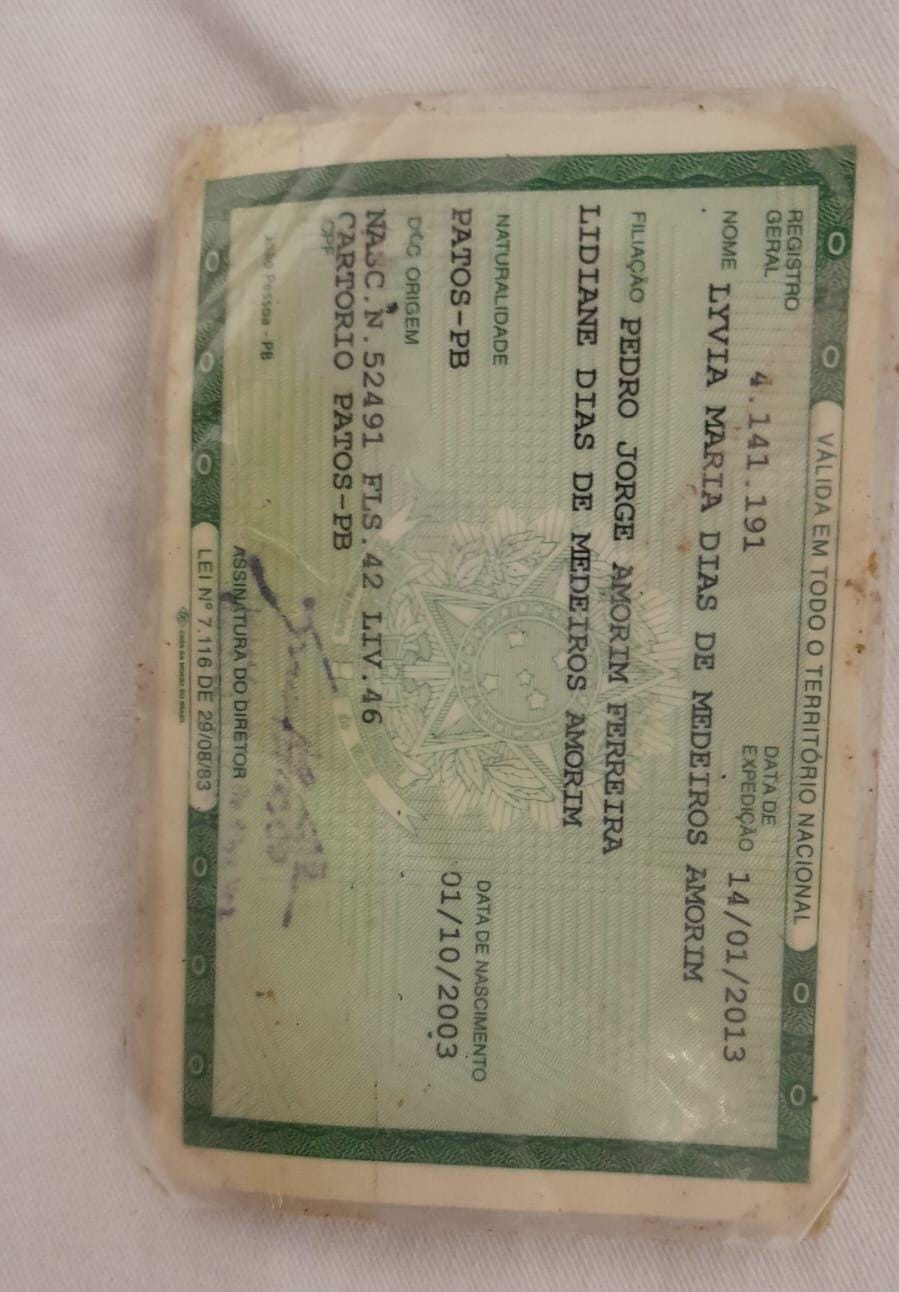 VÁLIDA EM TODO O TERRITÓRIO NACIONAL
REGISTRO GERAL 4.141.191 DATA DE EXPEDIÇÃO 14/01/2013
NOME LYVIA MARIA DIAS DE MEDEIROS AMORIM
FILIAÇÃO PEDRO JORGE AMORIM FERREIRA
LIDIANE DIAS DE MEDEIROS AMORIM
NATURALIDADE DATA DE NASCIMENTO
PATOS-PB 01/10/2003
DOC ORIGEM
NASC.N.52491 FLS.42 LIV.46
CARTORIO PATOS-PB
CPF
João Pessoa - PB
ASSINATURA DO DIRETOR
LEI Nº 7.116 DE 29/08/83